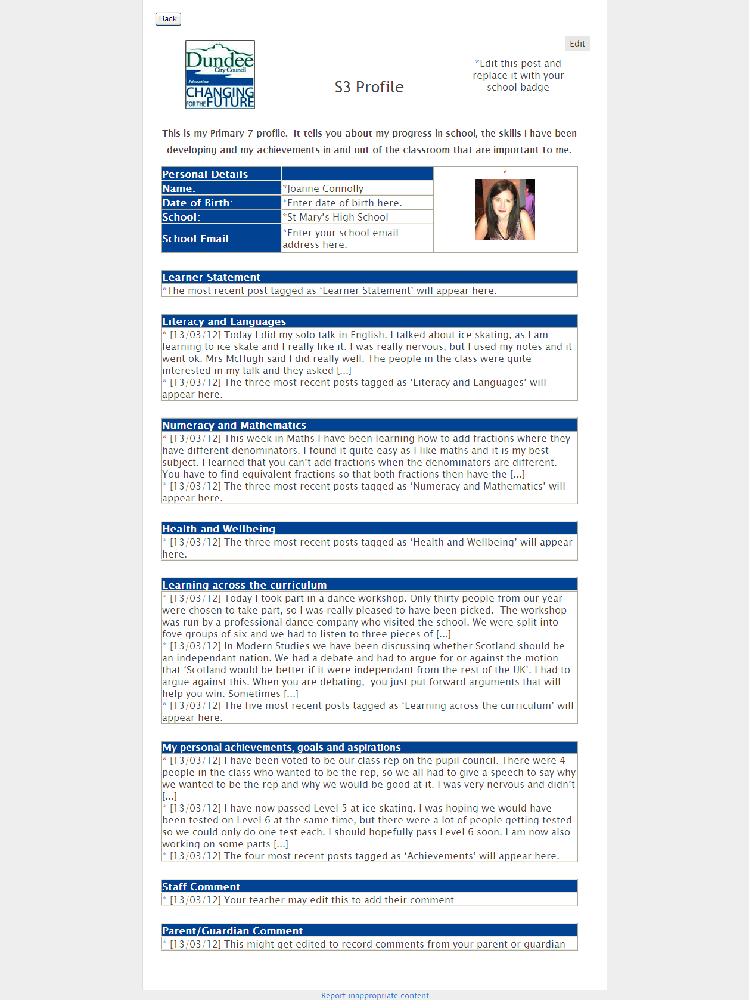 Back
Edit
Dundee
City Council
Education
CHANGING
FOR THE FUTURE
S3 Profile
*Edit this post and
replace it with your
school badge
This is my Primary 7 profile.  It tells you about my progress in school, the skills I have been
developing and my achievements in and out of the classroom that are important to me.
Personal Details
Name: *Joanne Connolly
Date of Birth: *Enter date of birth here.
School: *St Mary’s High School
School Email: *Enter your school email
address here.
*
Learner Statement
*The most recent post tagged as ‘Learner Statement’ will appear here.
Literacy and Languages
* [13/03/12] Today I did my solo talk in English. I talked about ice skating, as I am
learning to ice skate and I really like it. I was really nervous, but I used my notes and it
went ok. Mrs McHugh said I did really well. The people in the class were quite
interested in my talk and they asked [...]
* [13/03/12] The three most recent posts tagged as ‘Literacy and Languages’ will
appear here.
Numeracy and Mathematics
* [13/03/12] This week in Maths I have been learning how to add fractions where they
have different denominators. I found it quite easy as I like maths and it is my best
subject. I learned that you can’t add fractions when the denominators are different.
You have to find equivalent fractions so that both fractions then have the [...]
* [13/03/12] The three most recent posts tagged as ‘Numeracy and Mathematics’ will
appear here.
Health and Wellbeing
* [13/03/12] The three most recent posts tagged as ‘Health and Wellbeing’ will appear
here.
Learning across the curriculum
* [13/03/12] Today I took part in a dance workshop. Only thirty people from our year
were chosen to take part, so I was really pleased to have been picked.  The workshop
was run by a professional dance company who visited the school. We were split into
fove groups of six and we had to listen to three pieces of [...]
* [13/03/12] In Modern Studies we have been discussing whether Scotland should be
an independant nation. We had a debate and had to argue for or against the motion
that ‘Scotland would be better if it were independant from the rest of the UK’. I had to
argue against this. When you are debating,  you just put forward arguments that will
help you win. Sometimes [...]
* [13/03/12] The five most recent posts tagged as ‘Learning across the curriculum’ will
appear here.
My personal achievements, goals and aspirations
* [13/03/12] I have been voted to be our class rep on the pupil council. There were 4
people in the class who wanted to be the rep, so we all had to give a speech to say why
we wanted to be the rep and why we would be good at it. I was very nervous and didn’t
[...]
* [13/03/12] I have now passed Level 5 at ice skating. I was hoping we would have
been tested on Level 6 at the same time, but there were a lot of people getting tested
so we could only do one test each. I should hopefully pass Level 6 soon. I am now also
working on some parts [...]
* [13/03/12] The four most recent posts tagged as ‘Achievements’ will appear here.
Staff Comment
* [13/03/12] Your teacher may edit this to add their comment
Parent/Guardian Comment
* [13/03/12] This might get edited to record comments from your parent or guardian
Report inappropriate content